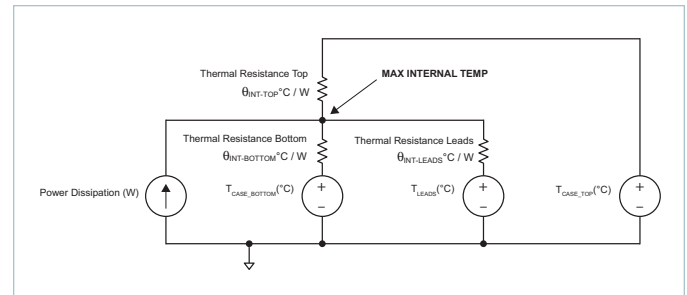 Thermal Resistance Top
θINT-TOP°C / W
MAX INTERNAL TEMP
Thermal Resistance Bottom
θINT-BOTTOM°C / W
Thermal Resistance Leads
θINT-LEADS°C / W
Power Dissipation (W)
TCASE_BOTTOM(°C)
+
–
TLEADS(°C)
+
–
TCASE_TOP(°C)
+
–